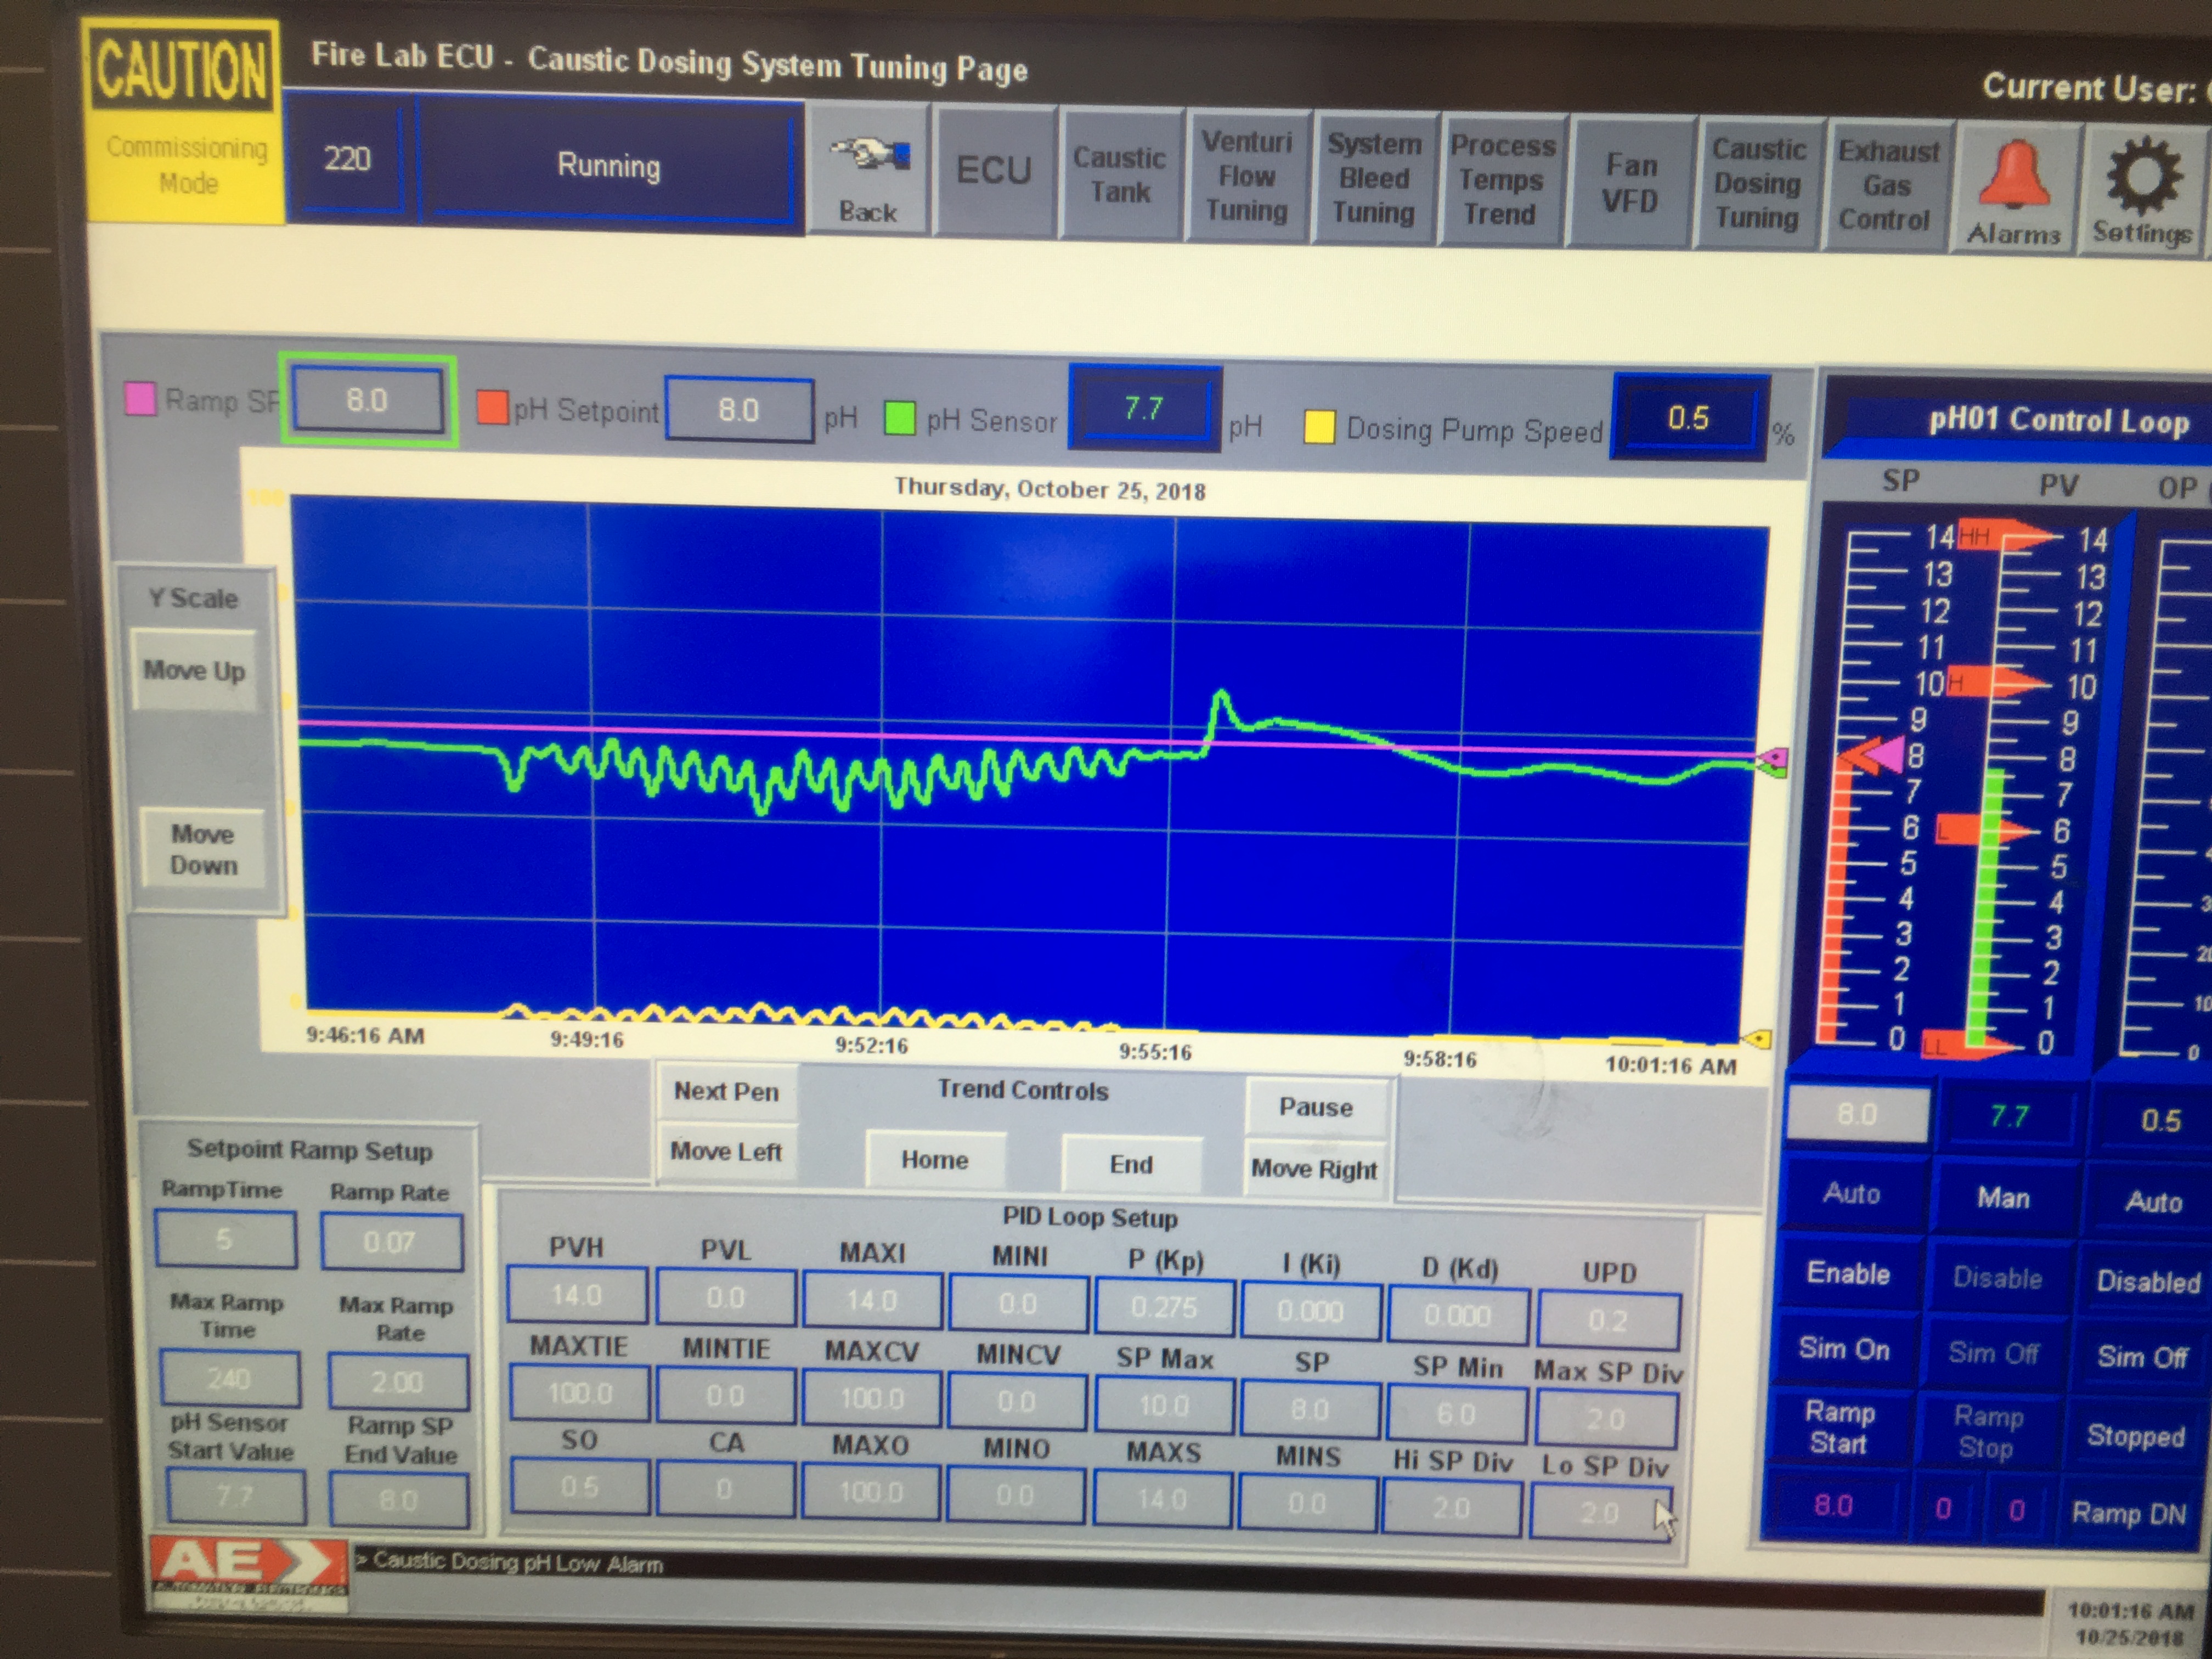 CAUTION
Commissioning
Mode
Fire Lab ECU - Caustic Dosing System Tuning Page
Current User:
220
Running
Back
ECU
Caustic
Tank
Venturi
Flow
Tuning
System
Bleed
Tuning
Process
Temps
Trend
Fan
VFD
Caustic
Dosing
Tuning
Exhaust
Gas
Control
Alarms
Settings
Ramp SP
8.0
pH Setpoint
8.0
pH
pH Sensor
7.7
pH
Dosing Pump Speed
0.5
%
Thursday, October 25, 2018
100
0
Y Scale
Move Up
Move
Down
9:46:16 AM
9:49:16
9:52:16
9:55:16
9:58:16
10:01:16 AM
Next Pen
Trend Controls
Pause
Move Left
Home
End
Move Right
Setpoint Ramp Setup
RampTime
Ramp Rate
5
0.07
Max Ramp
Time
Max Ramp
Rate
240
2.00
pH Sensor
Start Value
Ramp SP
End Value
7.7
8.0
PID Loop Setup
PVH PVL MAXI MINI P (Kp) I (Ki) D (Kd) UPD
14.0 0.0 14.0 0.0 0.275 0.000 0.000 0.2
MAXTIE MINTIE MAXCV MINCV SP Max SP SP Min Max SP Div
100.0 0.0 100.0 0.0 10.0 8.0 6.0 2.0
SO CA MAXO MINO MAXS MINS Hi SP Div Lo SP Div
0.5 0 100.0 0.0 14.0 0.0 2.0 2.0
pH01 Control Loop
SP PV OP
14 HH 14
13 13
12 12
11 11
10 H 10
9 9
8 8
7 7
6 L 6
5 5
4 4
3 3
2 2
1 1 10
0 LL 0 0
8.0 7.7 0.5
Auto Man Auto
Enable Disable Disabled
Sim On Sim Off Sim Off
Ramp
Start
Ramp
Stop
Stopped
8.0 0 0 Ramp DN
AE
> Caustic Dosing pH Low Alarm
10:01:16 AM
10/25/2018